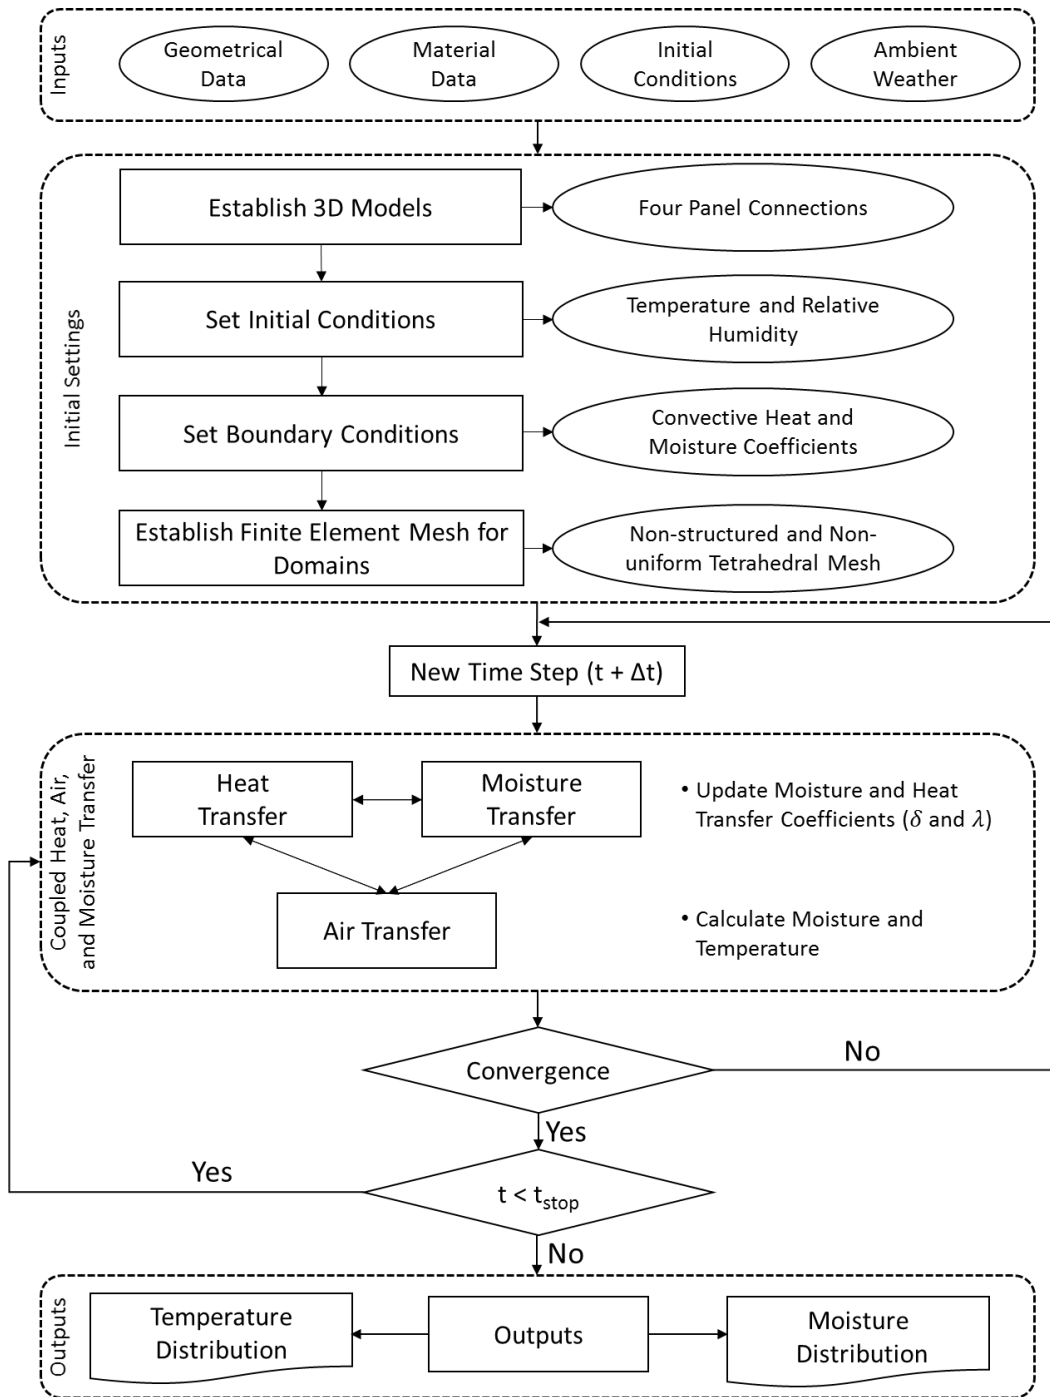 Inputs
Geometrical
Data
Material
Data
Initial
Conditions
Ambient
Weather
Initial Settings
Establish 3D Models
Four Panel Connections
Set Initial Conditions
Temperature and Relative
Humidity
Set Boundary Conditions
Convective Heat and
Moisture Coefficients
Establish Finite Element Mesh for
Domains
Non-structured and Non-
uniform Tetrahedral Mesh
New Time Step (t + Δt)
Coupled Heat, Air,
and Moisture Transfer
Heat
Transfer
Moisture
Transfer
Air Transfer
• Update Moisture and Heat
Transfer Coefficients (δ and λ)
• Calculate Moisture and
Temperature
Convergence
No
Yes
t < tstop
Yes
No
Outputs
Temperature
Distribution
Outputs
Moisture
Distribution